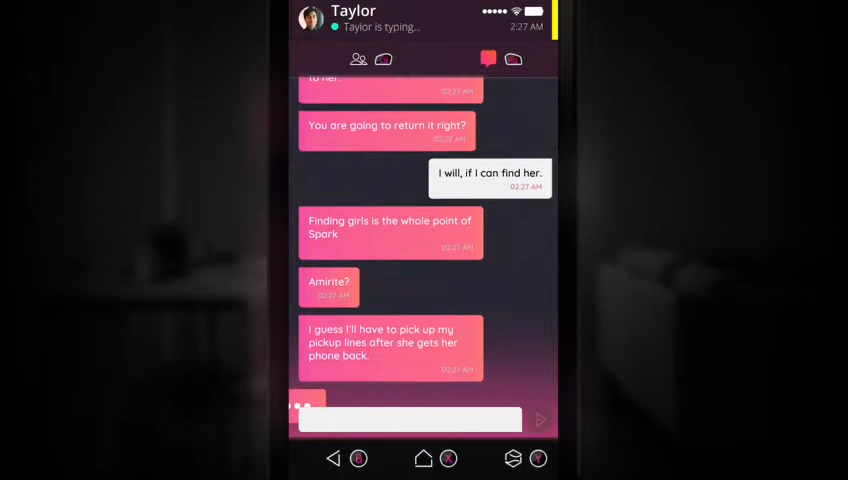 Taylor
Taylor is typing...
2:27 AM
to her.
02:27 AM
You are going to return it right?
02:27 AM
I will, if I can find her.
02:27 AM
Finding girls is the whole point of
Spark
02:27 AM
Amirite?
02:27 AM
I guess I'll have to pick up my
pickup lines after she gets her
phone back.
02:27 AM
B
X
Y